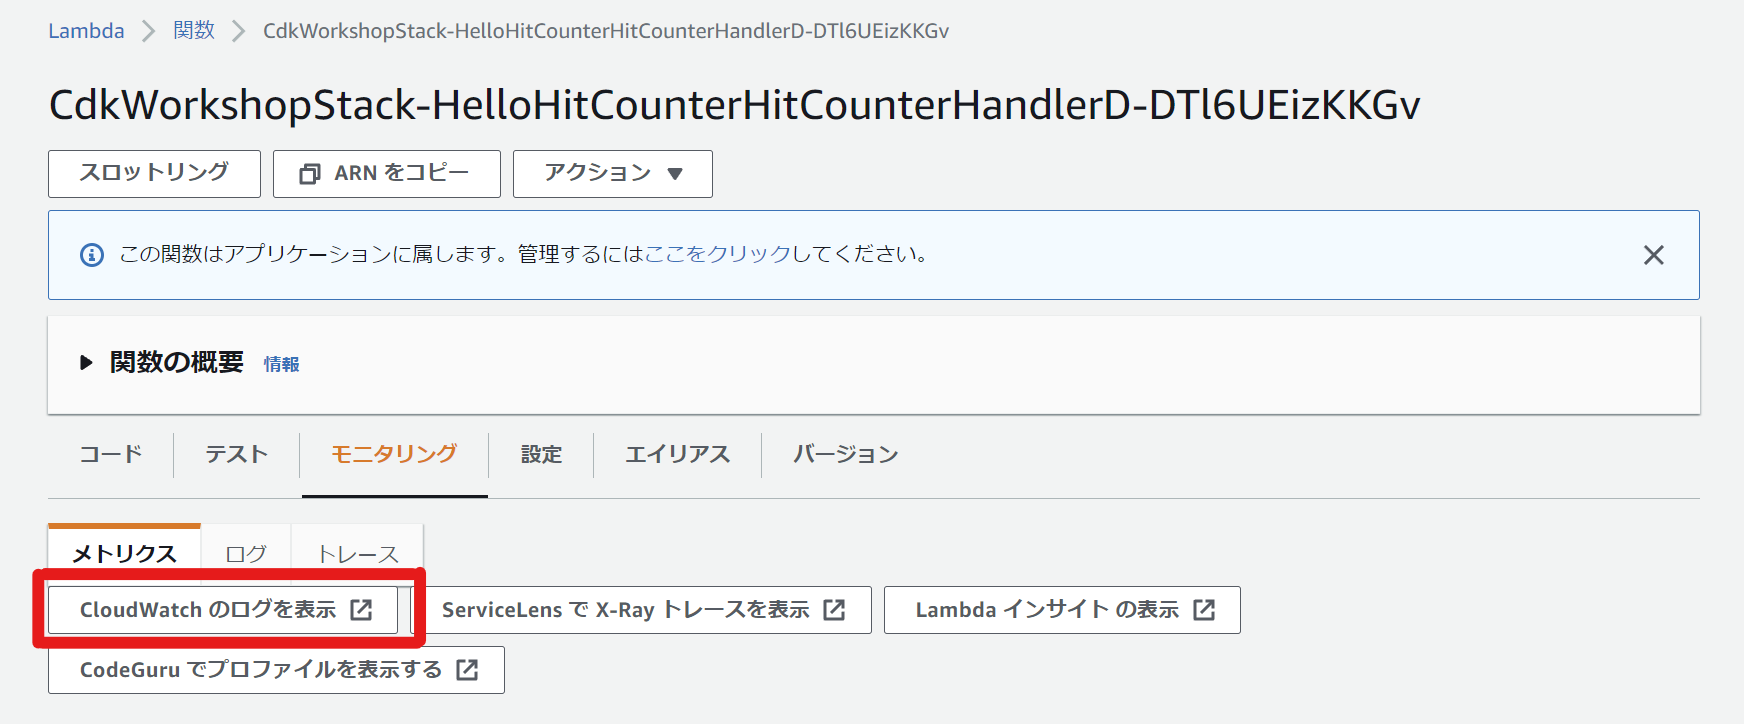 Lambda > 関数 > CdkWorkshopStack-HelloHitCounterHitCounterHandlerD-DTl6UEizKKGv
CdkWorkshopStack-HelloHitCounterHitCounterHandlerD-DTl6UEizKKGv
スロットリング ARN をコピー アクション ▼
この関数はアプリケーションに属します。管理するにはここをクリックしてください。
関数の概要 情報
コード テスト モニタリング 設定 エイリアス バージョン
メトリクス ログ トレース
CloudWatch のログを表示 ServiceLens で X-Ray トレースを表示 Lambda インサイト の表示
CodeGuru でプロファイルを表示する